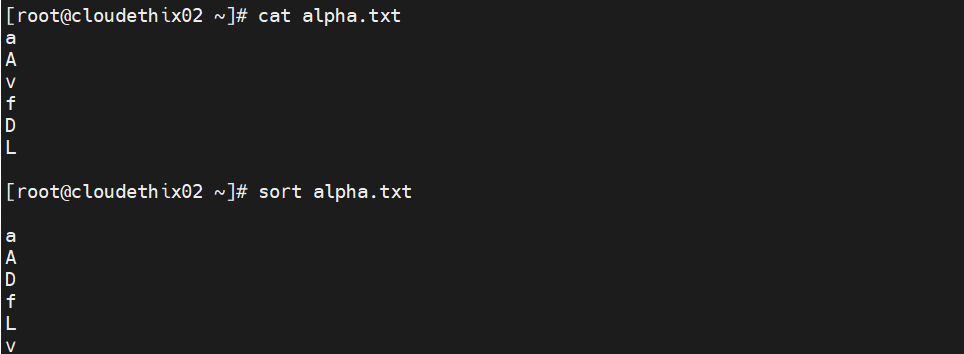 [root@cloudethix02 ~]# cat alpha.txt
a
A
v
f
D
L
[root@cloudethix02 ~]# sort alpha.txt
a
A
D
f
L
v